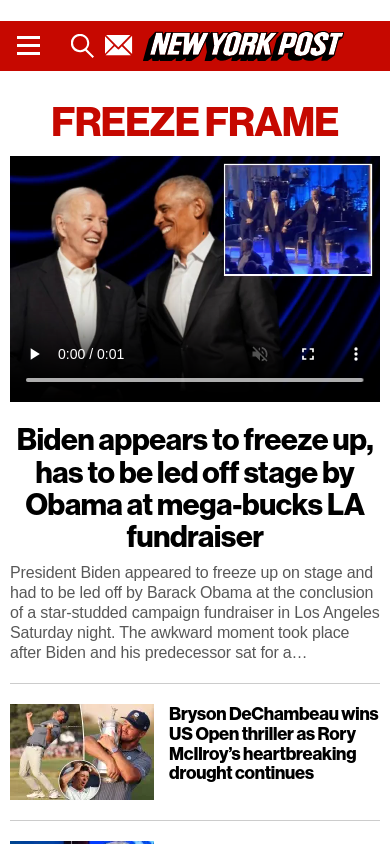 NEW YORK POST
FREEZE FRAME
0:00 / 0:01
Biden appears to freeze up,
has to be led off stage by
Obama at mega-bucks LA
fundraiser
President Biden appeared to freeze up on stage and
had to be led off by Barack Obama at the conclusion
of a star-studded campaign fundraiser in Los Angeles
Saturday night. The awkward moment took place
after Biden and his predecessor sat for a…
Bryson DeChambeau wins
US Open thriller as Rory
McIlroy’s heartbreaking
drought continues